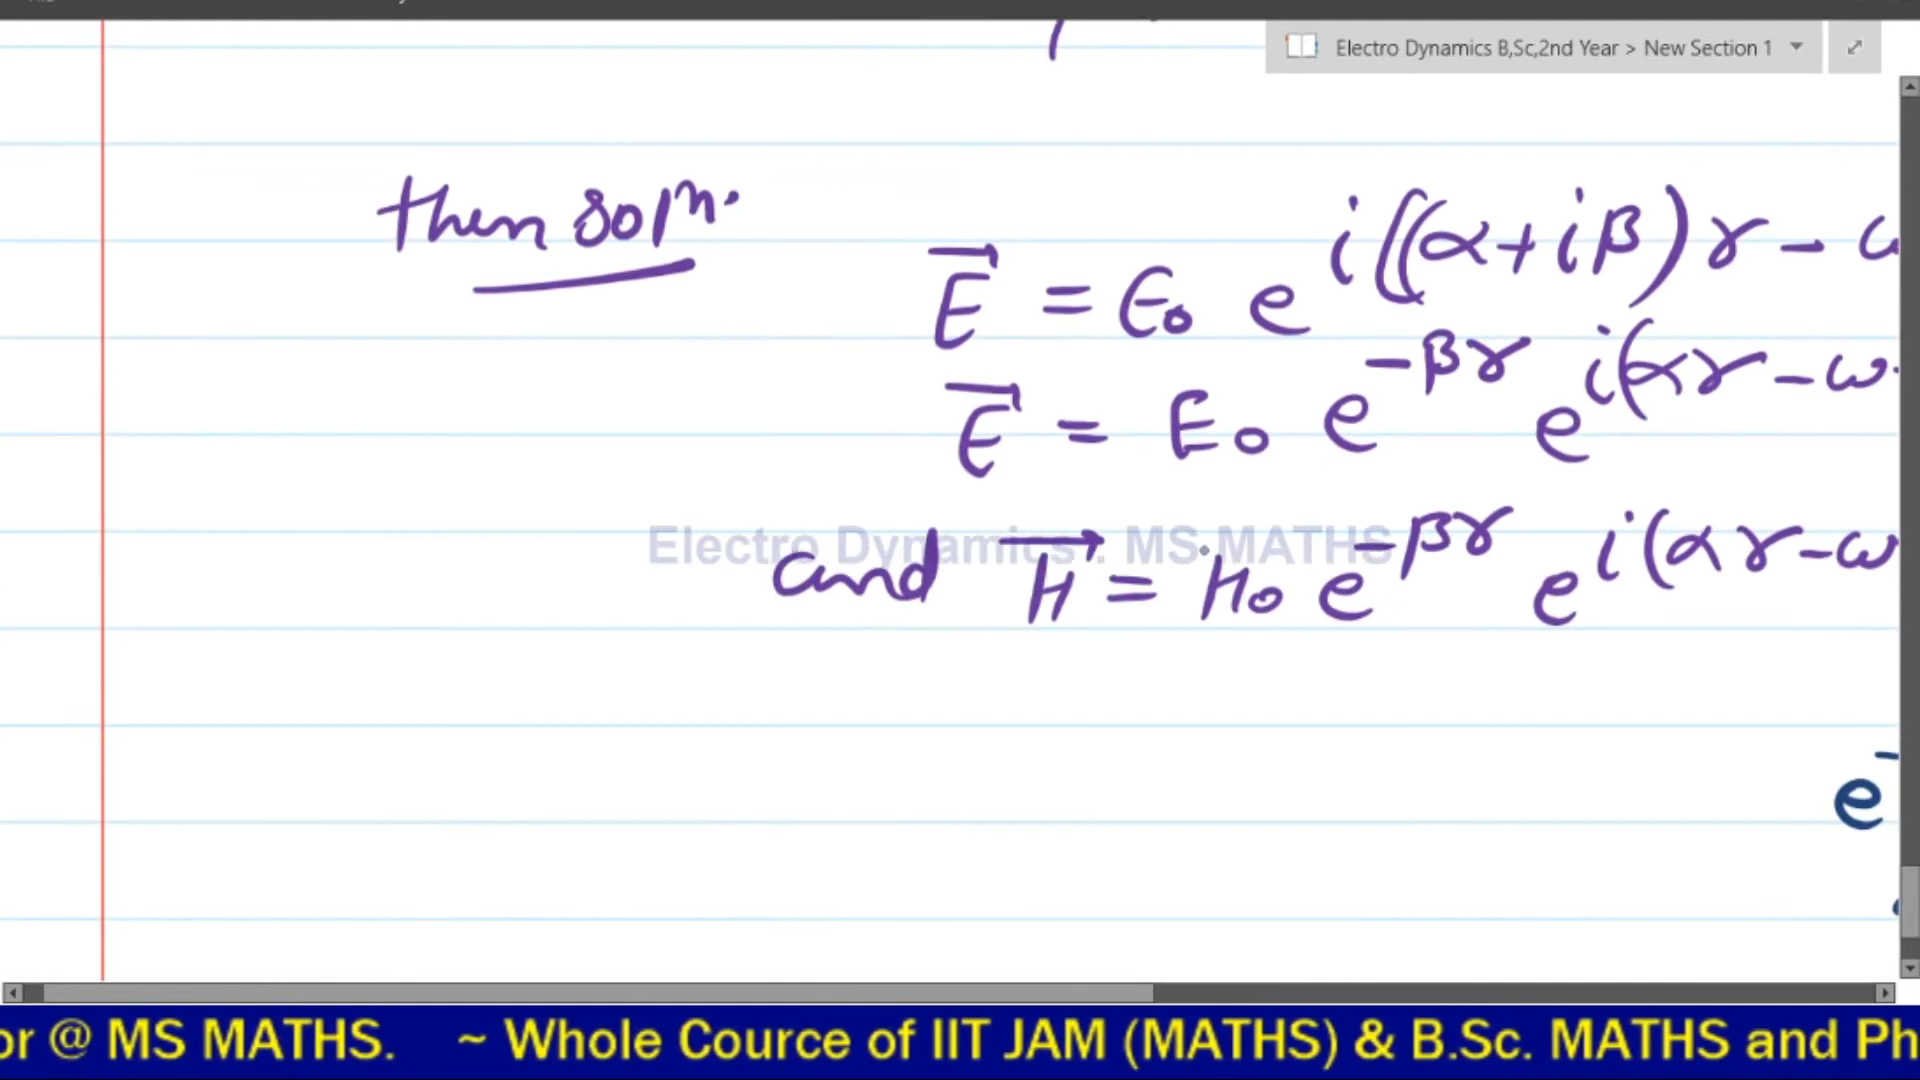 Electro Dynamics B,Sc,2nd Year > New Section 1
then solⁿ.
E⃗ = E₀ e^{i((α+iβ)r - ω
E⃗ = E₀ e^{-βr} e^{i(αr - ω
Electro Dynamics : MS MATHS
and H⃗ = H₀ e^{-βr} e^{i(αr - ω
e^{-
or @ MS MATHS. ~ Whole Cource of IIT JAM (MATHS) & B.Sc. MATHS and Ph